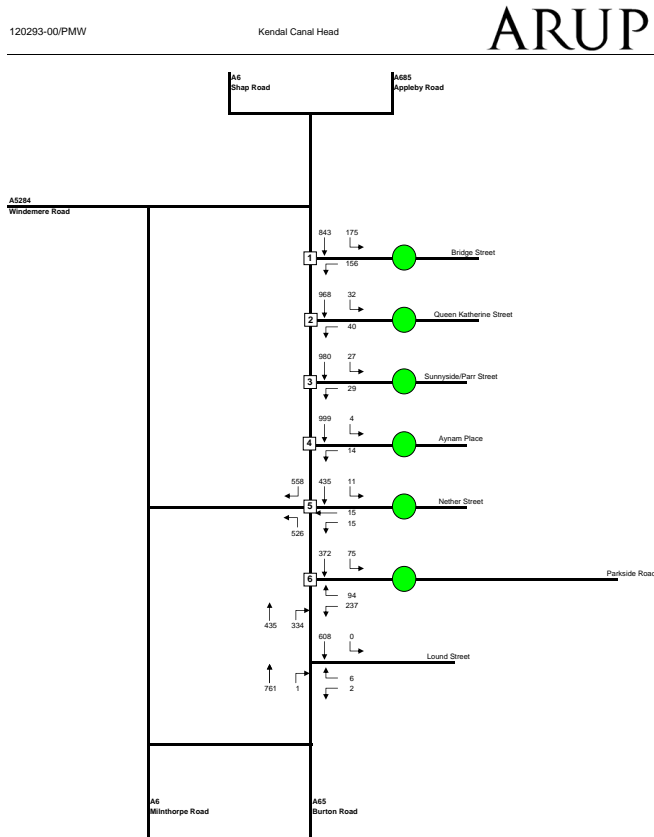 120293-00/PMW
Kendal Canal Head
ARUP
A6
Shap Road
A685
Appleby Road
A5284
Windemere Road
843 175
1
Bridge Street
156
968 32
2
Queen Katherine Street
40
980 27
3
Sunnyside/Parr Street
29
999 4
4
Aynam Place
14
558 435 11
5
Nether Street
15
15
526
372 75
6
Parkside Road
94
237
435 334
608 0
Lound Street
6
761 1 2
A6
Milnthorpe Road
A65
Burton Road